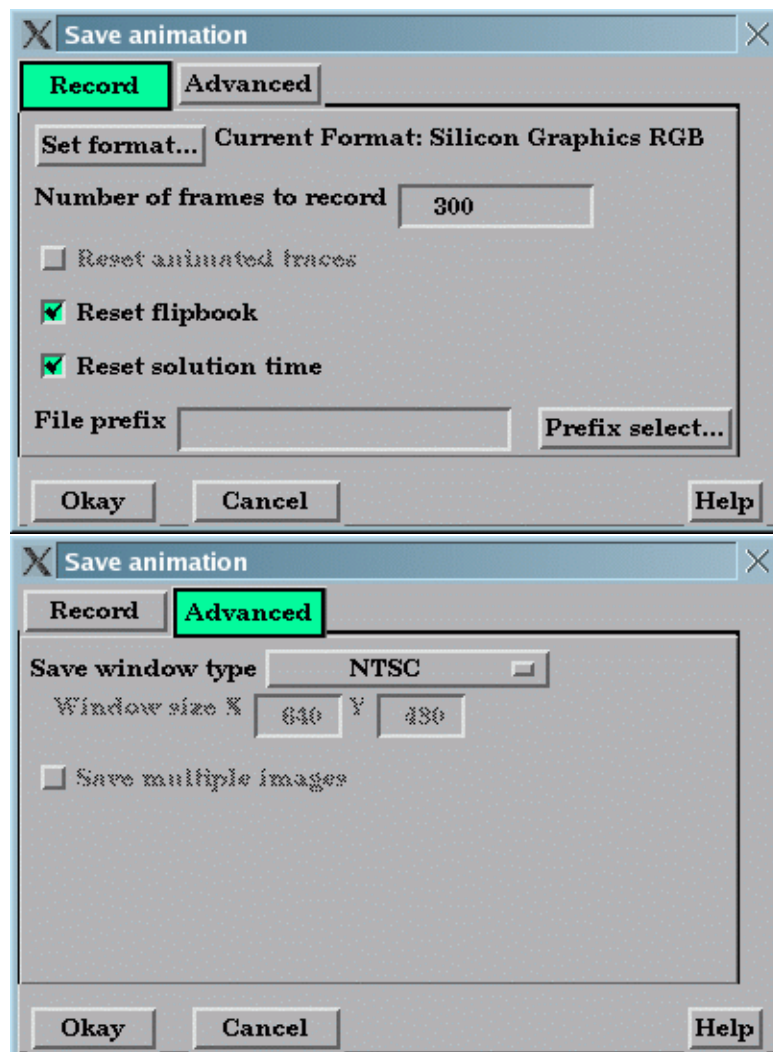 Save animation
Record Advanced
Set format... Current Format: Silicon Graphics RGB
Number of frames to record 300
Reset animated traces
Reset flipbook
Reset solution time
File prefix Prefix select...
Okay Cancel Help
Save animation
Record Advanced
Save window type NTSC
Window size X 640 Y 480
Save multiple images
Okay Cancel Help